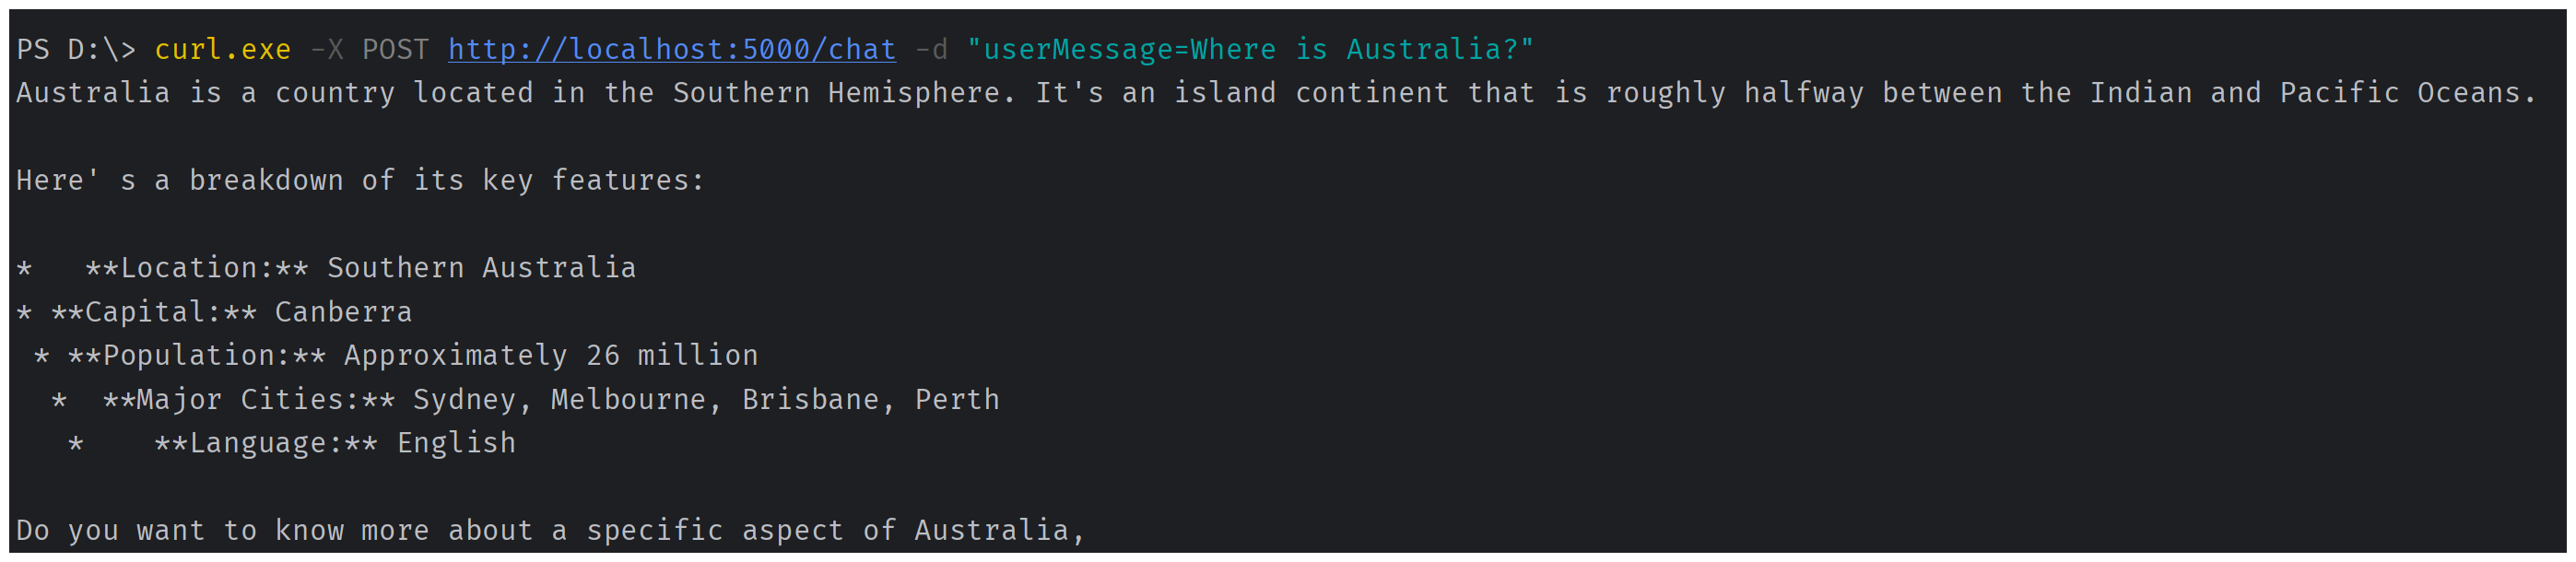 PS D:\> curl.exe -X POST http://localhost:5000/chat -d "userMessage=Where is Australia?"
Australia is a country located in the Southern Hemisphere. It's an island continent that is roughly halfway between the Indian and Pacific Oceans.
Here' s a breakdown of its key features:
*   **Location:** Southern Australia
* **Capital:** Canberra
 * **Population:** Approximately 26 million
  *  **Major Cities:** Sydney, Melbourne, Brisbane, Perth
   *    **Language:** English
Do you want to know more about a specific aspect of Australia,